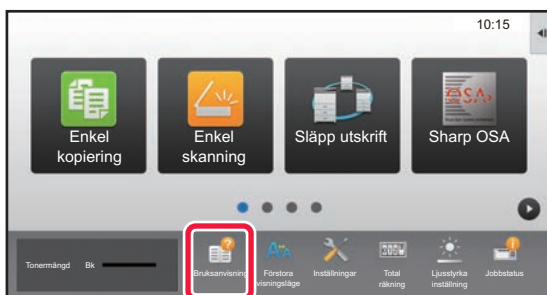 10:15
Enkel
kopiering
Enkel
skanning
Släpp utskrift
OSA
Sharp OSA
Tonermängd Bk
Bruksanvisning
Förstora
visningsläge
Inställningar
Total
räkning
Ljusstyrka
inställning
Jobbstatus